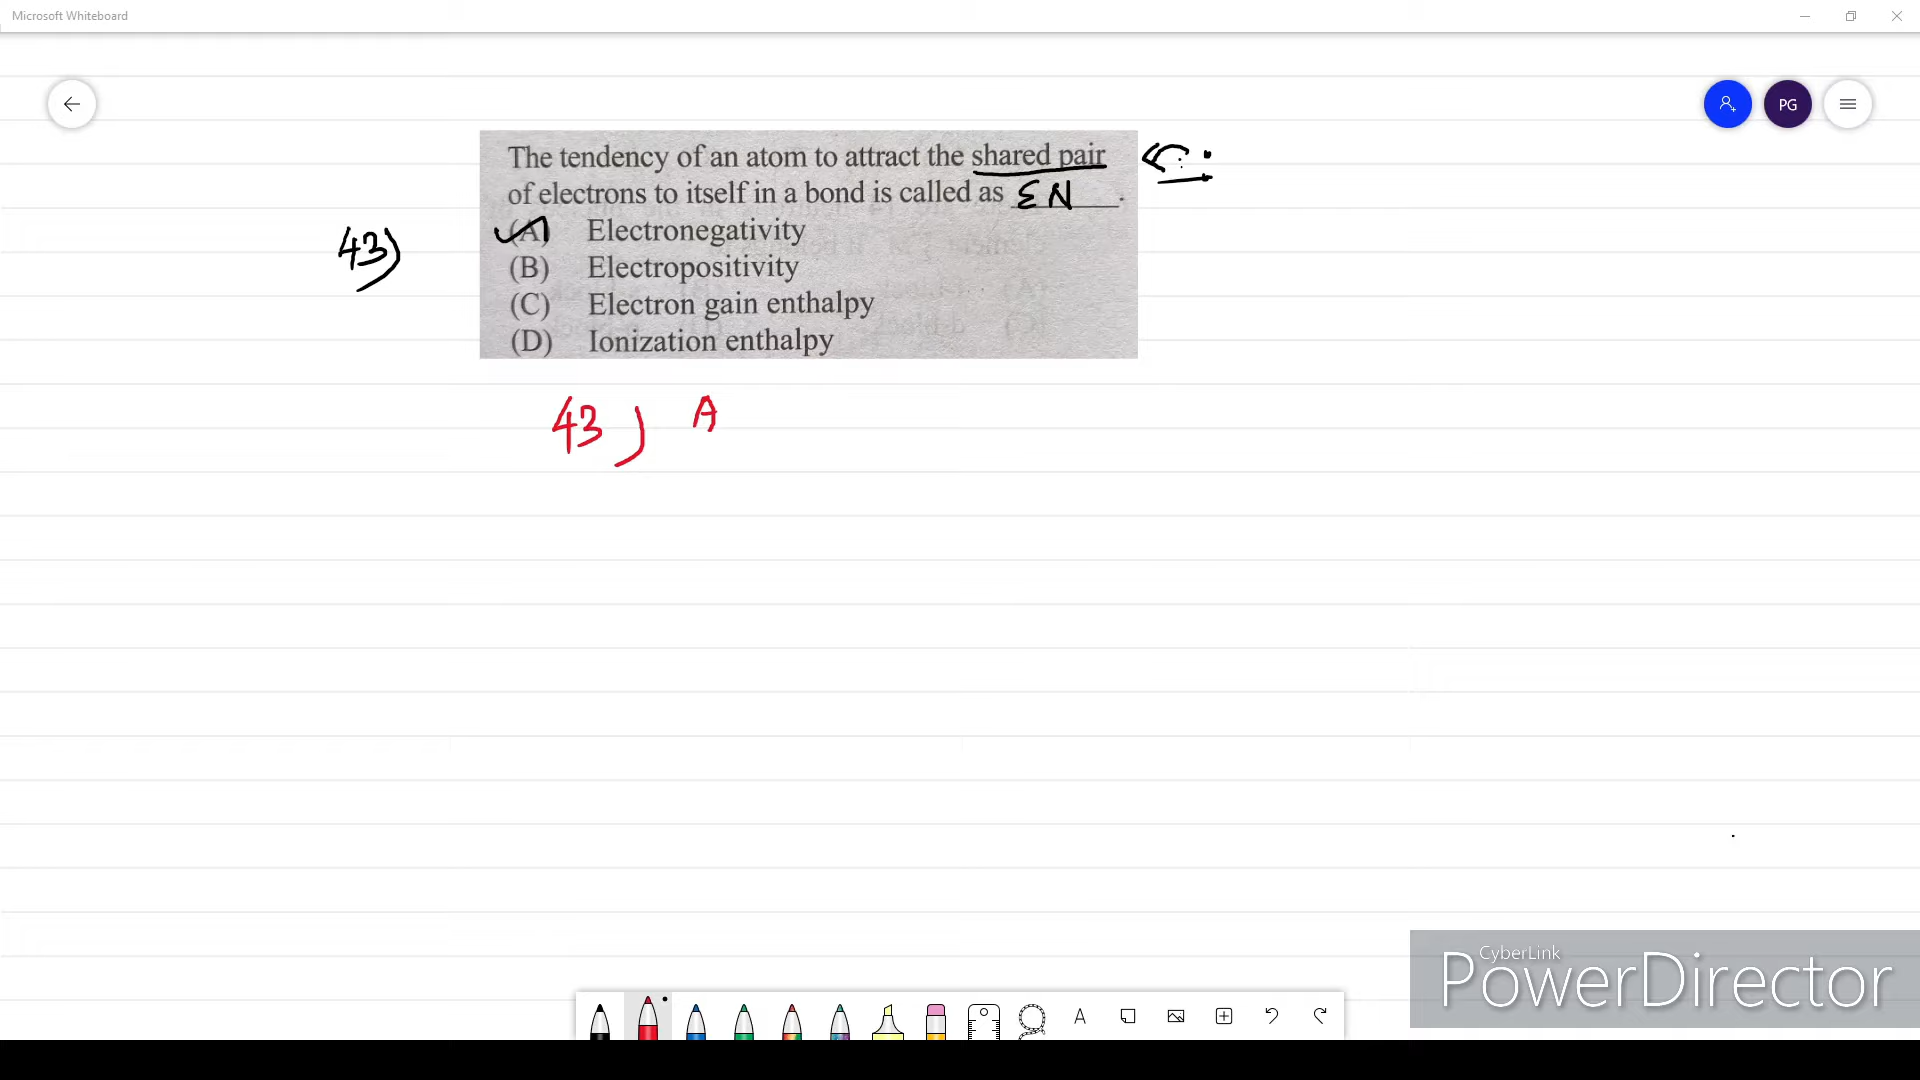 Microsoft Whiteboard
PG
The tendency of an atom to attract the shared pair
of electrons to itself in a bond is called as EN.
43)
(A) Electronegativity
(B) Electropositivity
(C) Electron gain enthalpy
(D) Ionization enthalpy
43) A
CyberLink
PowerDirector